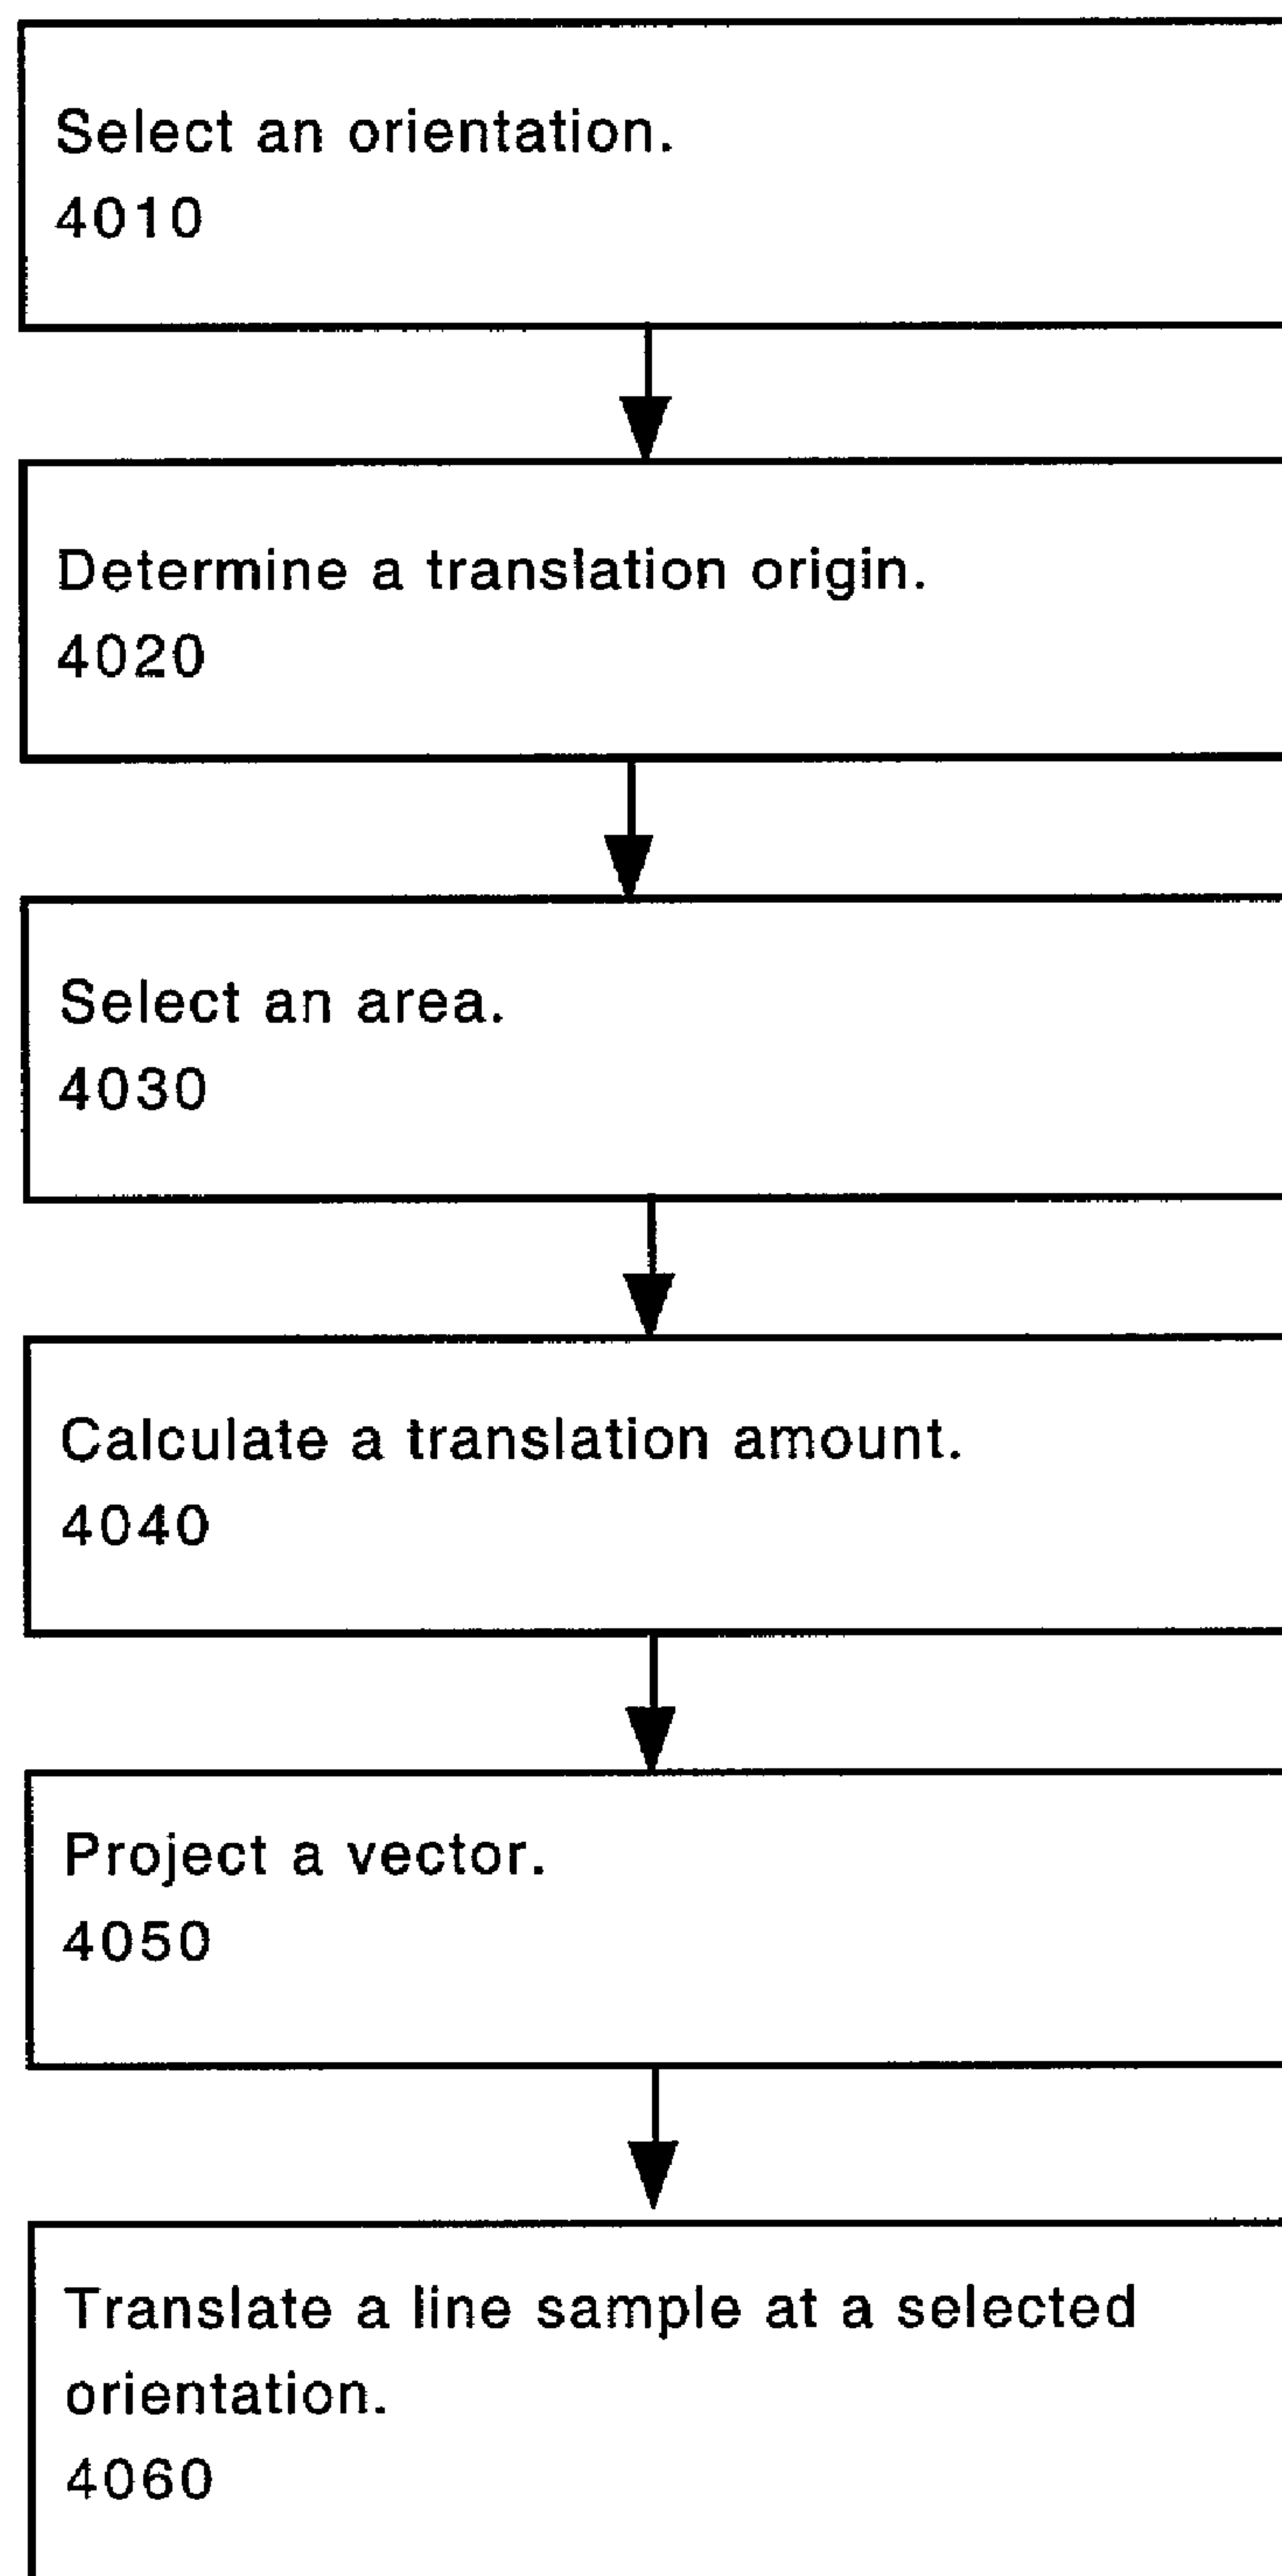 Select an orientation.
4010
Determine a translation origin.
4020
Select an area.
4030
Calculate a translation amount.
4040
Project a vector.
4050
Translate a line sample at a selected
orientation.
4060